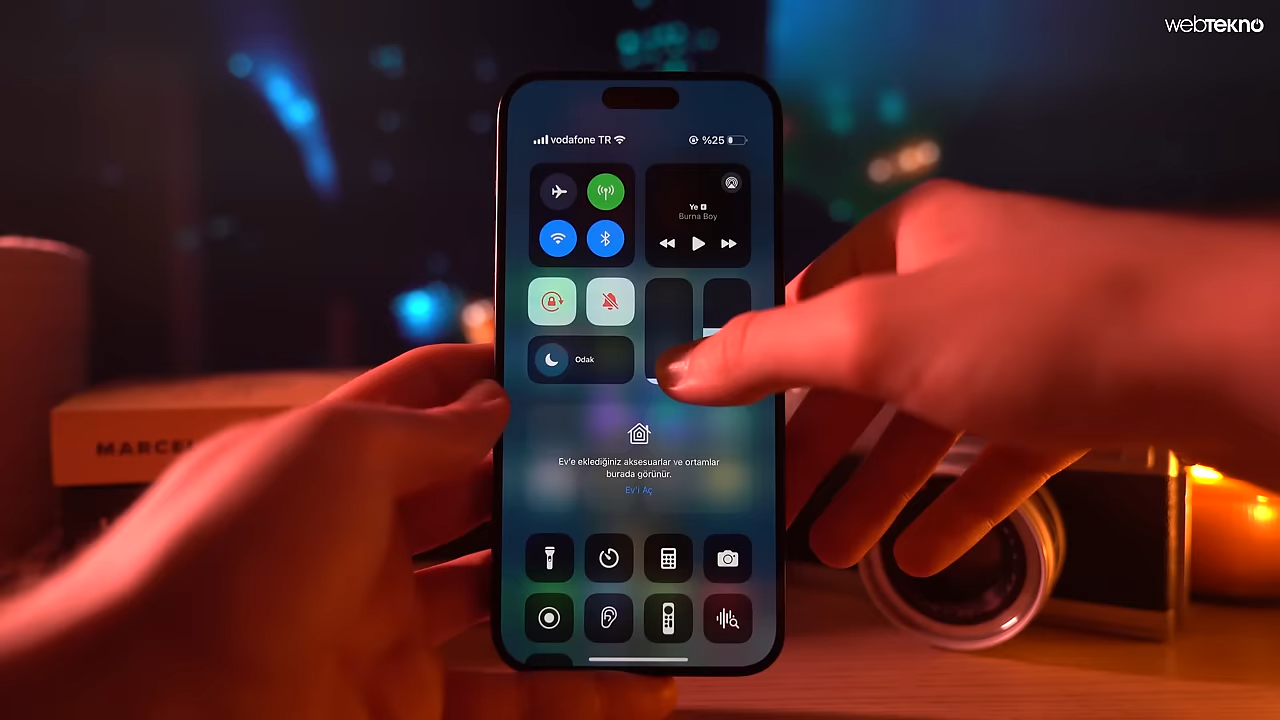 webTEKNO
vodafone TR
%25
Ye E
Burna Boy
Odak
Ev'e eklediğiniz aksesuarlar ve ortamlar
burada görünür.
Ev'i Aç
MARCE